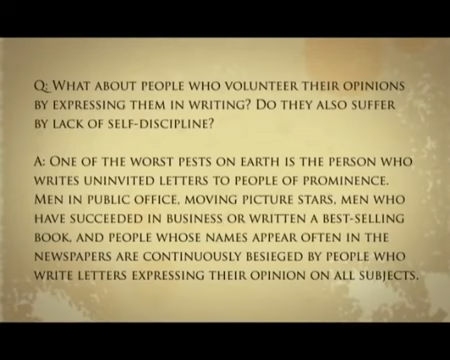 Q: What about people who volunteer their opinions
by expressing them in writing? Do they also suffer
by lack of self-discipline?
A: One of the worst pests on earth is the person who
writes uninvited letters to people of prominence.
Men in public office, moving picture stars, men who
have succeeded in business or written a best-selling
book, and people whose names appear often in the
newspapers are continuously besieged by people who
write letters expressing their opinion on all subjects.